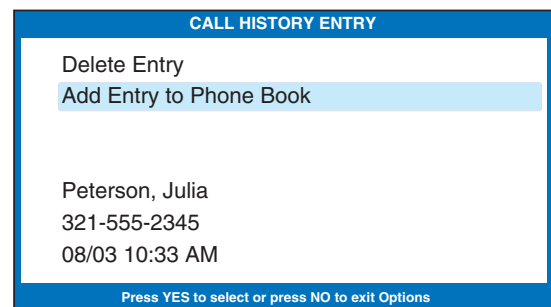 CALL HISTORY ENTRY
Delete Entry
Add Entry to Phone Book
Peterson, Julia
321-555-2345
08/03 10:33 AM
Press YES to select or press NO to exit Options